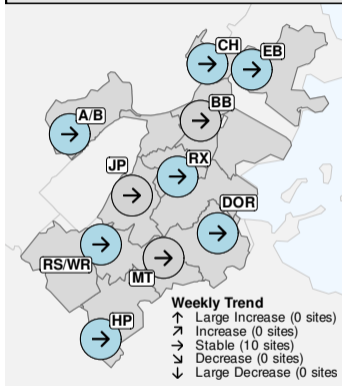 CH
EB
BB
A/B
RX
JP
DOR
RS/WR
MT
HP
Weekly Trend
↑ Large Increase (0 sites)
↗ Increase (0 sites)
→ Stable (10 sites)
↘ Decrease (0 sites)
↓ Large Decrease (0 sites